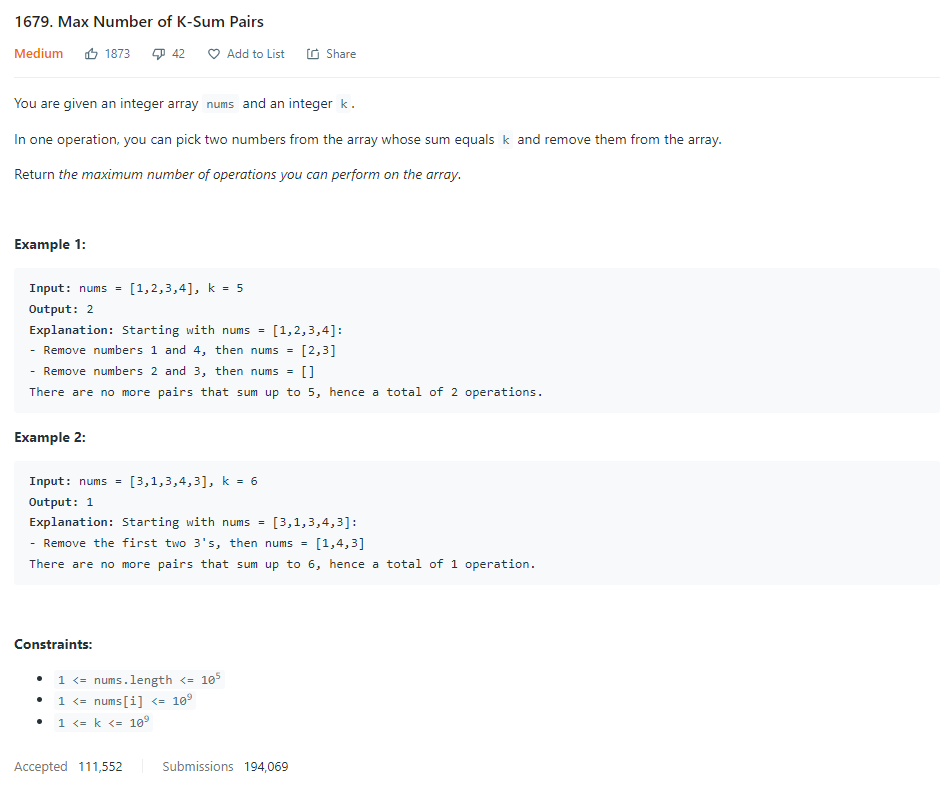 1679. Max Number of K-Sum Pairs
Medium 1873 42 Add to List Share
You are given an integer array nums and an integer k.
In one operation, you can pick two numbers from the array whose sum equals k and remove them from the array.
Return the maximum number of operations you can perform on the array.
Example 1:
Input: nums = [1,2,3,4], k = 5
Output: 2
Explanation: Starting with nums = [1,2,3,4]:
- Remove numbers 1 and 4, then nums = [2,3]
- Remove numbers 2 and 3, then nums = []
There are no more pairs that sum up to 5, hence a total of 2 operations.
Example 2:
Input: nums = [3,1,3,4,3], k = 6
Output: 1
Explanation: Starting with nums = [3,1,3,4,3]:
- Remove the first two 3's, then nums = [1,4,3]
There are no more pairs that sum up to 6, hence a total of 1 operation.
Constraints:
• 1 <= nums.length <= 10⁵
• 1 <= nums[i] <= 10⁹
• 1 <= k <= 10⁹
Accepted 111,552 Submissions 194,069